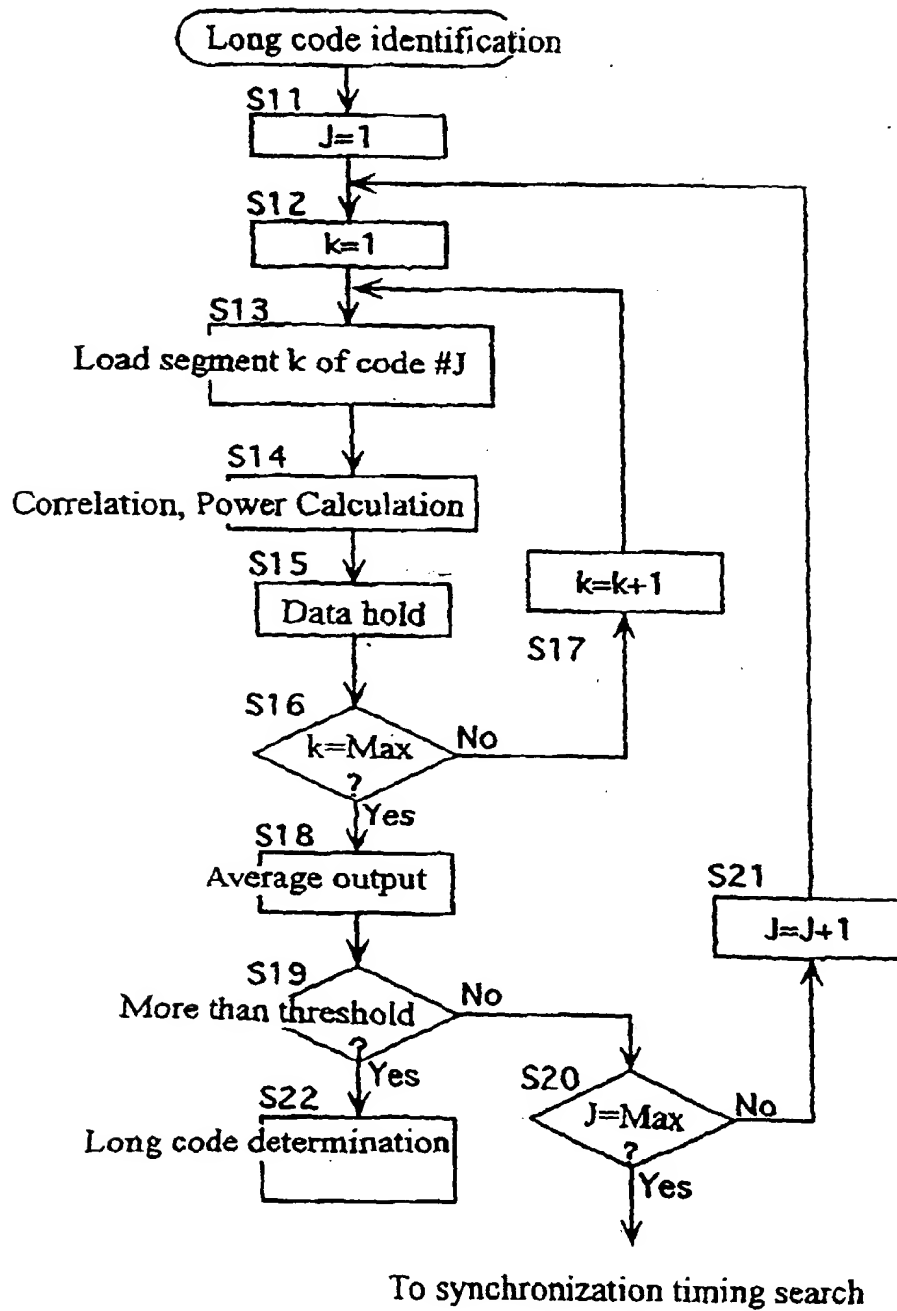 Long code identification
S11
J=1
S12
k=1
S13
Load segment k of code #J
S14
Correlation, Power Calculation
S15
Data hold
k=k+1
S17
S16
k=Max
?
No
Yes
S18
Average output
S21
J=J+1
S19
More than threshold
?
No
Yes
S20
J=Max
?
No
Yes
S22
Long code determination
To synchronization timing search